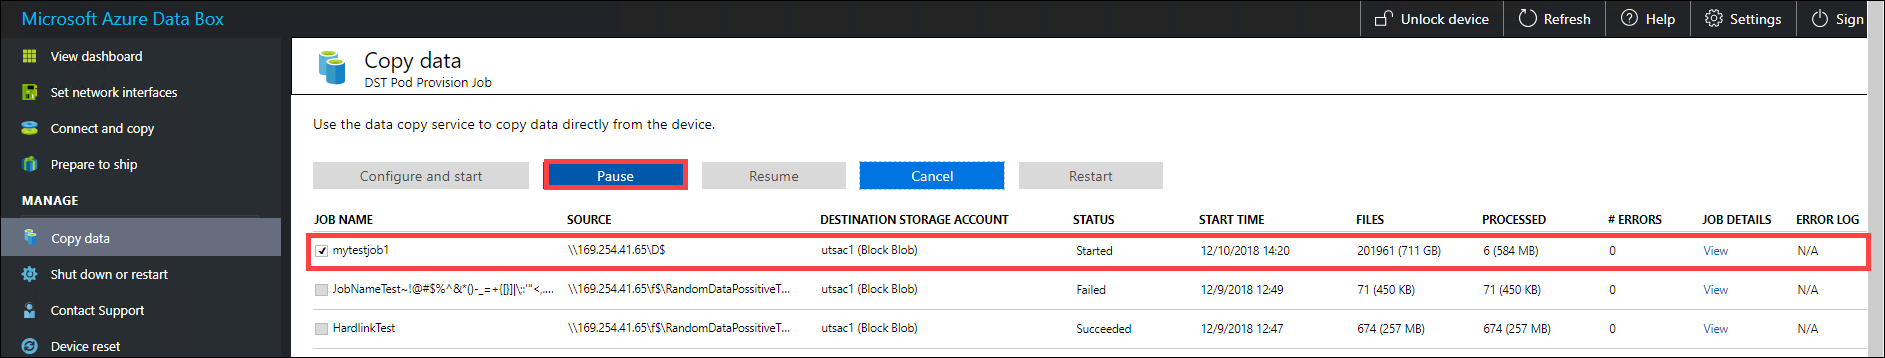 Microsoft Azure Data Box
Unlock device Refresh Help Settings Sign
View dashboard
Set network interfaces
Connect and copy
Prepare to ship
MANAGE
Copy data
Shut down or restart
Contact Support
Device reset
Copy data
DST Pod Provision Job
Use the data copy service to copy data directly from the device.
Configure and start Pause Resume Cancel Restart
JOB NAME SOURCE DESTINATION STORAGE ACCOUNT STATUS START TIME FILES PROCESSED # ERRORS JOB DETAILS ERROR LOG
mytestjob1 \\169.254.41.65\D$ utsac1 (Block Blob) Started 12/10/2018 14:20 201961 (711 GB) 6 (584 MB) 0 View N/A
JobNameTest~!@#$%^&*()-_=+{[}]|\;:'"<,.... \\169.254.41.65\f$\RandomDataPossitiveT... utsac1 (Block Blob) Failed 12/9/2018 12:49 71 (450 KB) 71 (450 KB) 0 View N/A
HardlinkTest \\169.254.41.65\f$\RandomDataPossitiveT... utsac1 (Block Blob) Succeeded 12/9/2018 12:47 674 (257 MB) 674 (257 MB) 0 View N/A